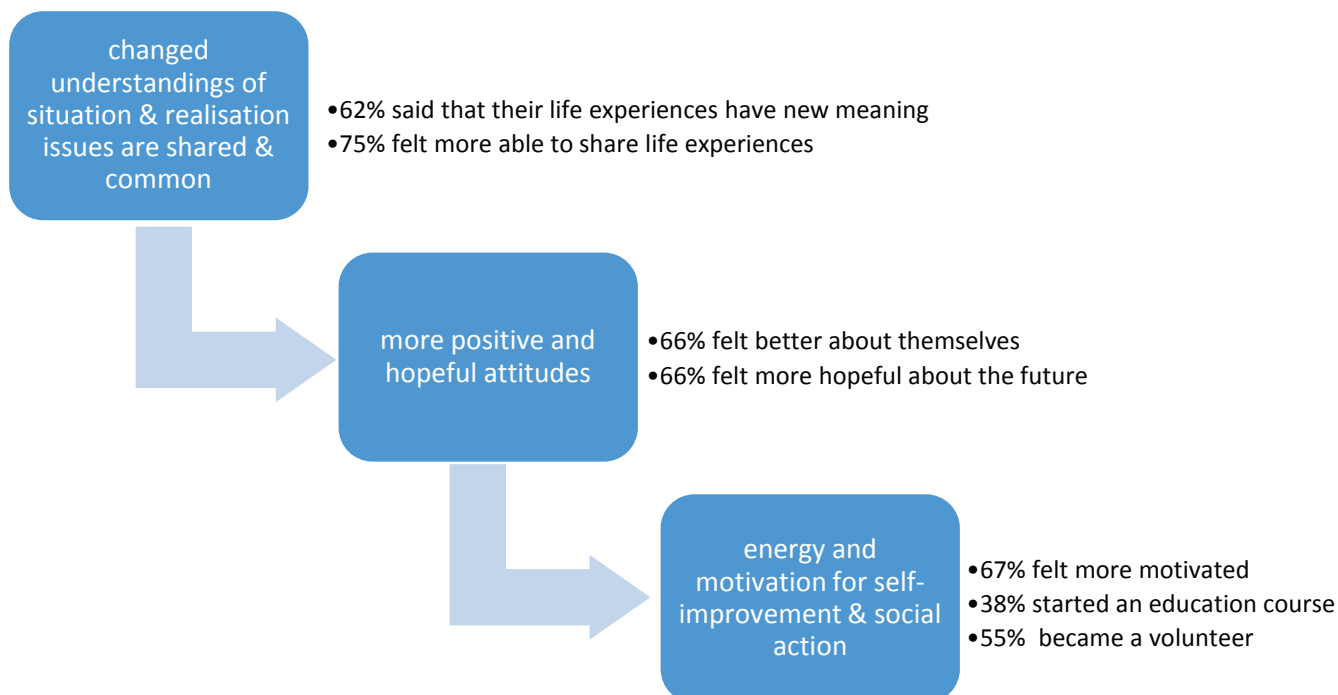 changed
understandings of
situation & realisation
issues are shared &
common
•62% said that their life experiences have new meaning
•75% felt more able to share life experiences
more positive and
hopeful attitudes
•66% felt better about themselves
•66% felt more hopeful about the future
energy and
motivation for self-
improvement & social
action
•67% felt more motivated
•38% started an education course
•55%  became a volunteer